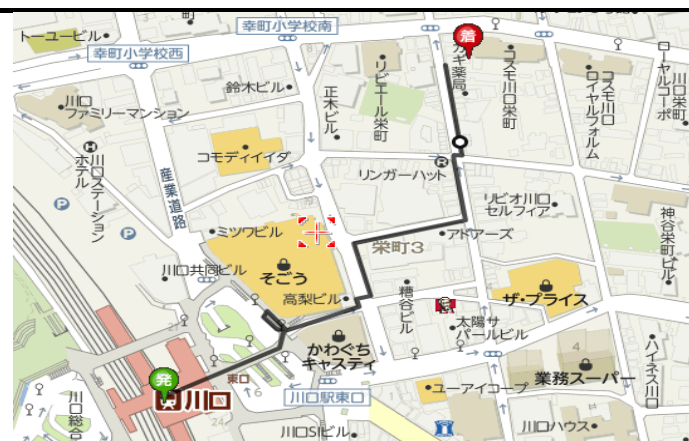 トーユービル
幸町小学校南
着
幸町小学校西
ガキ薬局
コスモ川口栄町
コスモ川口ロイヤルフォルム
川口栄町
ロイヤルコーポ
川口
ファミリーマンション
鈴木ビル
正木ビル
リビエール栄町
コモディイイダ
川口ステーション
ホテル
産業道路
リンガーハット
リビオ川口
セルフィア
神谷栄町ビル
ミツワビル
栄町3
アドアーズ
川口共同ビル
そごう
高梨ビル
糟谷ビル
ザ・プライス
太陽サ
パールビル
かわぐち
キャスティ
ハイネス川口
発
東口
6
川口
川口駅東口
ユーアイコープ
4
業務スーパー
川口総合
24
川口SIビル
川口ハウス